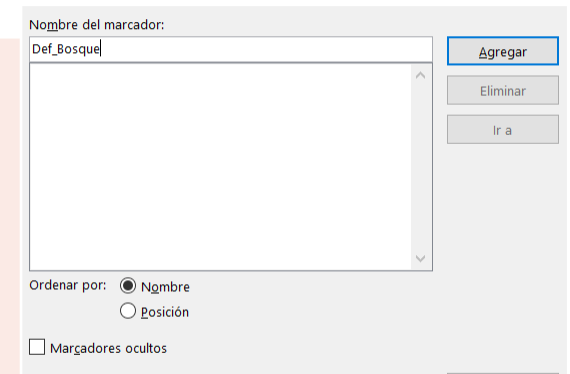 Nombre del marcador:
Def_Bosque
Agregar
Eliminar
Ir a
Ordenar por:
Nombre
Posición
Marcadores ocultos